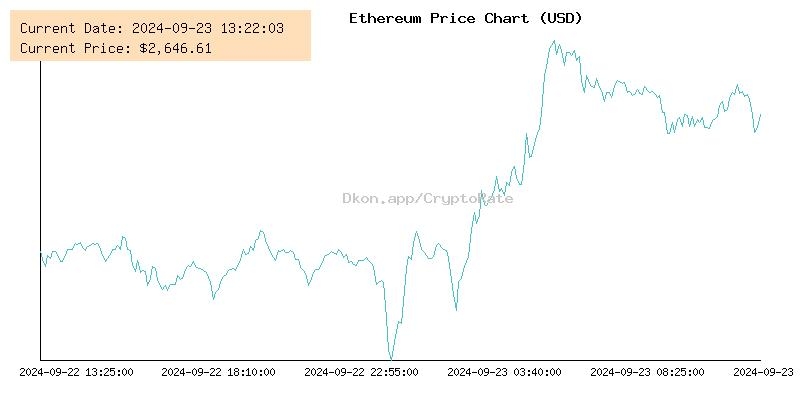 Ethereum Price Chart (USD)
Current Date: 2024-09-23 13:22:03
Current Price: $2,646.61
Dkon.app/CryptoRate
2024-09-22 13:25:00
2024-09-22 18:10:00
2024-09-22 22:55:00
2024-09-23 03:40:00
2024-09-23 08:25:00
2024-09-23